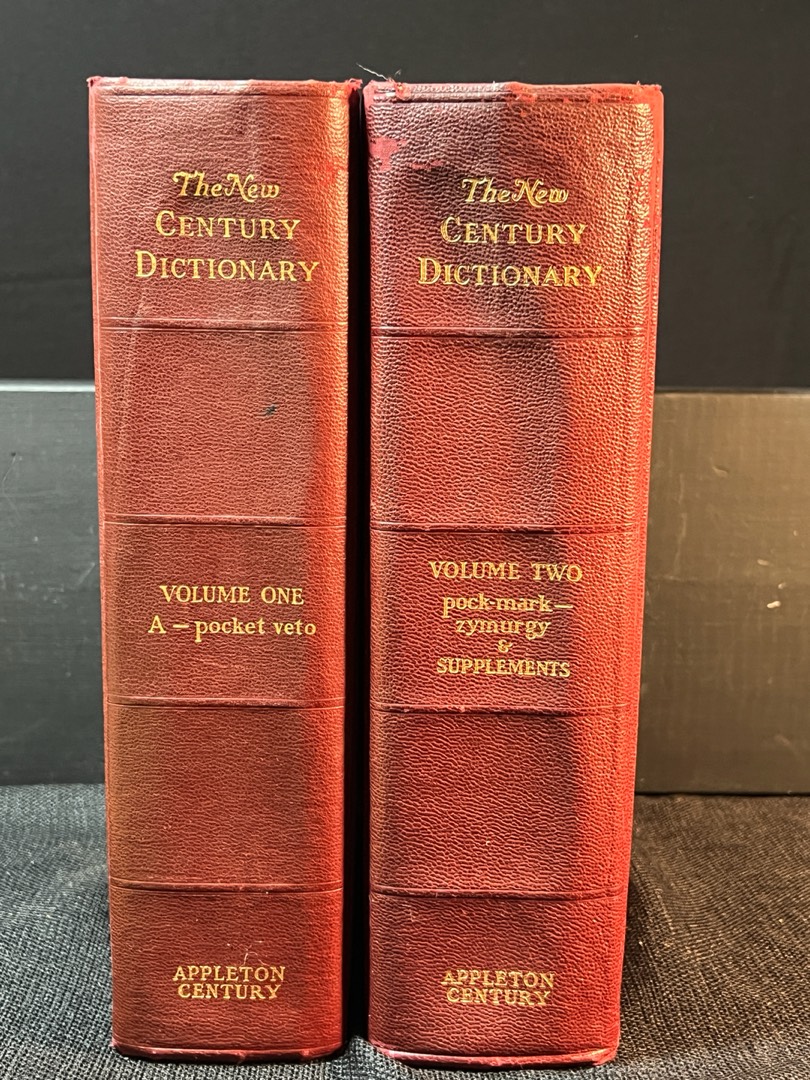 The New
CENTURY
DICTIONARY
VOLUME ONE
A – pocket veto
APPLETON
CENTURY
The New
CENTURY
DICTIONARY
VOLUME TWO
pock-mark –
zymurgy
&
SUPPLEMENTS
APPLETON
CENTURY